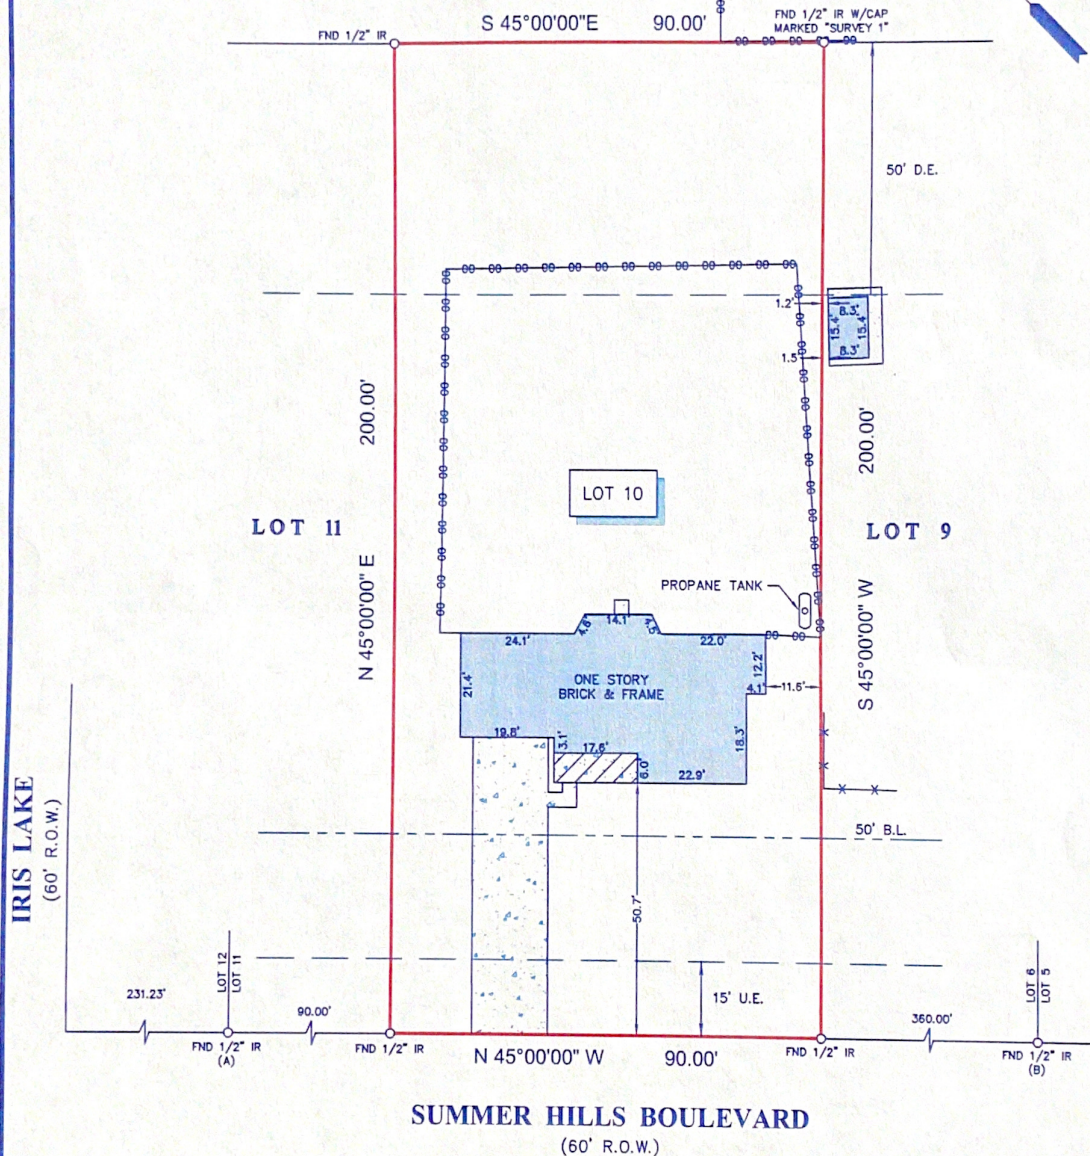 S 45°00'00"E 90.00'
FND 1/2" IR W/CAP
MARKED "SURVEY 1"
FND 1/2" IR
50' D.E.
1.2'
8.3'
15.4'
15.4'
8.3'
1.5'
200.00'
N 45°00'00" E
200.00'
S 45°00'00" W
LOT 10
LOT 11
LOT 9
PROPANE TANK
4.6'
14.1'
4.5'
24.1'
22.0'
12.2'
21.4'
ONE STORY
BRICK & FRAME
4.1'
11.6'
19.8'
3.1'
17.6'
18.3'
6.0'
22.9'
50' B.L.
IRIS LAKE
(60' R.O.W.)
50.7'
LOT 12
LOT 11
LOT 6
LOT 5
15' U.E.
231.23'
90.00'
360.00'
FND 1/2" IR
(A)
FND 1/2" IR
N 45°00'00" W 90.00'
FND 1/2" IR
FND 1/2" IR
(B)
SUMMER HILLS BOULEVARD
(60' R.O.W.)